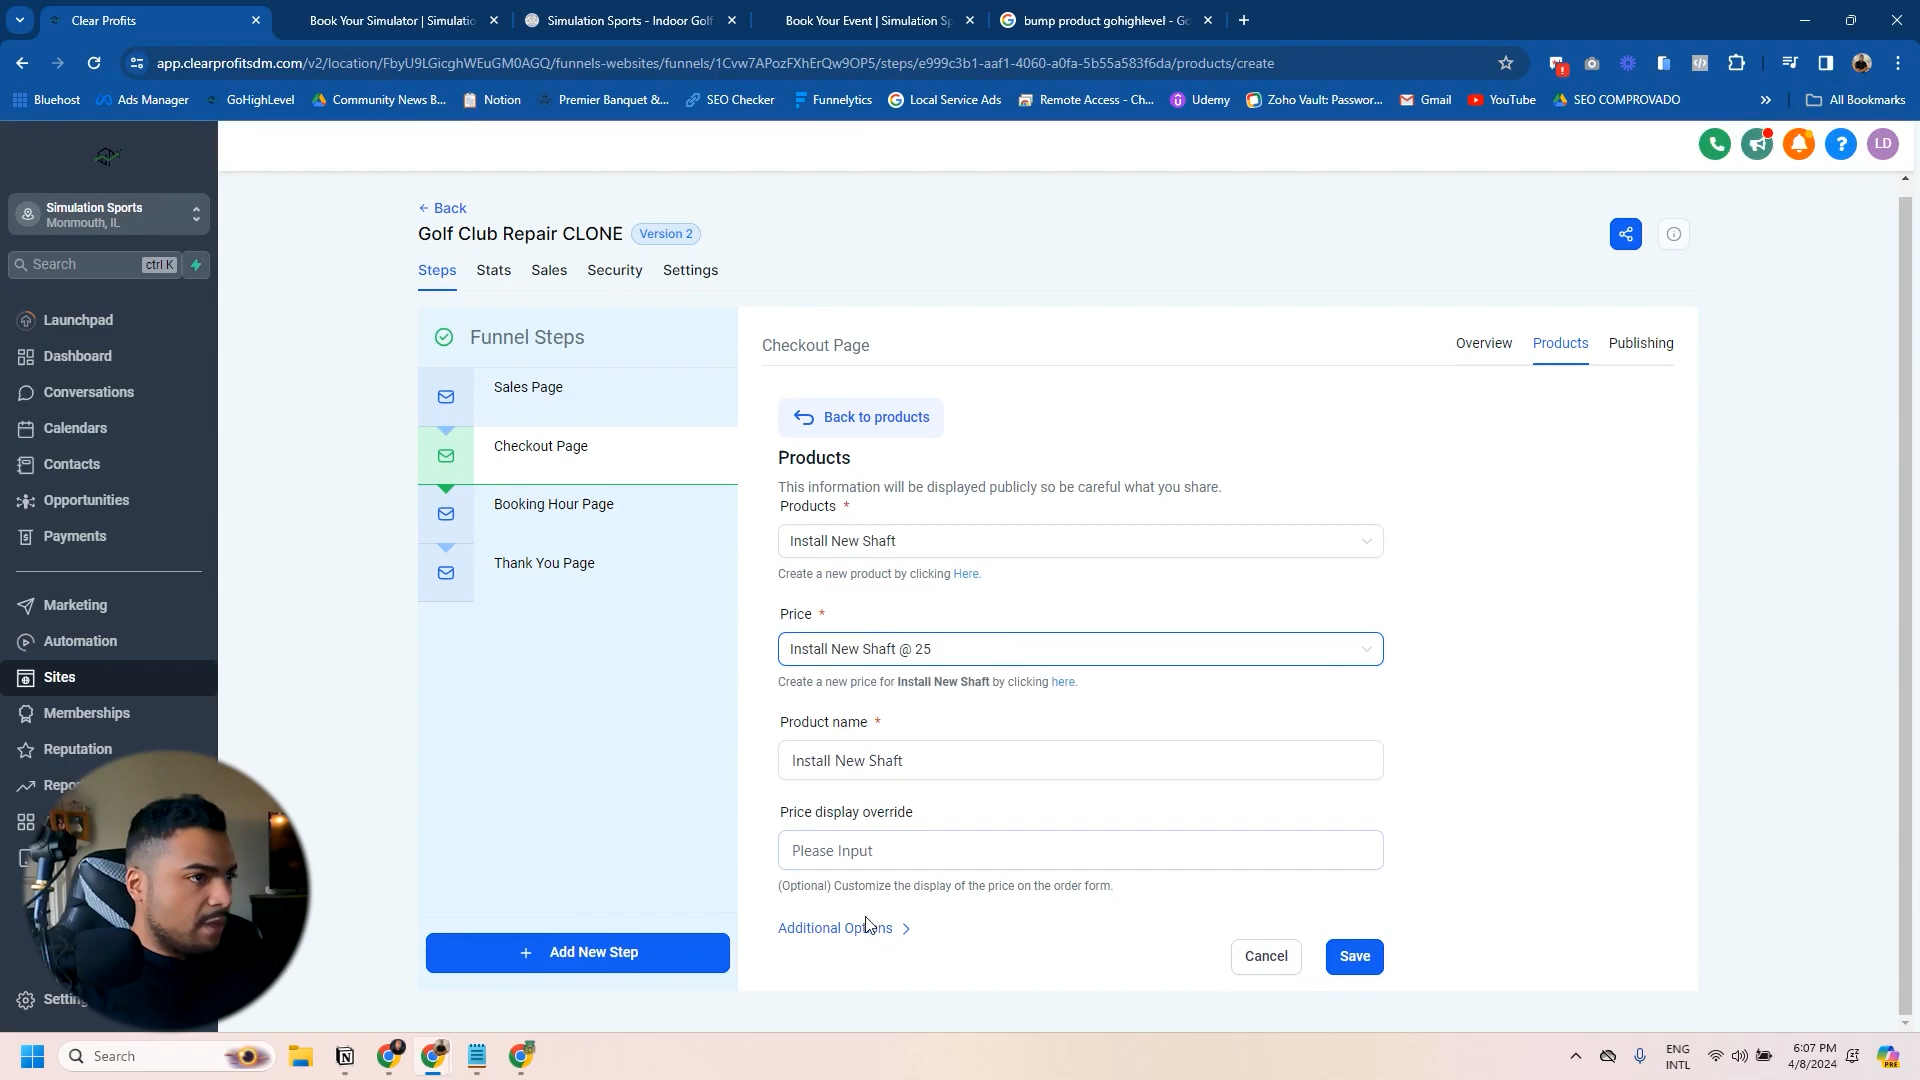 Clear Profits
Book Your Simulator | Simulatio
Simulation Sports - Indoor Golf
Book Your Event | Simulation Sp
bump product gohighlevel - Go
app.clearprofitsdm.com/v2/location/FbyU9LGicghWEuGM0AGQ/funnels-websites/funnels/1Cvw7APozFXhErQw9OP5/steps/e999c3b1-aaf1-4060-a0fa-5b55a583f6da/products/create
Bluehost
Ads Manager
GoHighLevel
Community News B...
Notion
Premier Banquet &...
SEO Checker
Funnelytics
Local Service Ads
Remote Access - Ch...
Udemy
Zoho Vault: Passwor...
Gmail
YouTube
SEO COMPROVADO
All Bookmarks
LD
Simulation Sports
Monmouth, IL
Search
ctrl K
Launchpad
Dashboard
Conversations
Calendars
Contacts
Opportunities
Payments
Marketing
Automation
Sites
Memberships
Reputation
Repo
Settin
Back
Golf Club Repair CLONE
Version 2
Steps
Stats
Sales
Security
Settings
Funnel Steps
Sales Page
Checkout Page
Booking Hour Page
Thank You Page
+ Add New Step
Checkout Page
Overview
Products
Publishing
Back to products
Products
This information will be displayed publicly so be careful what you share.
Products *
Install New Shaft
Create a new product by clicking Here.
Price *
Install New Shaft @ 25
Create a new price for Install New Shaft by clicking here.
Product name *
Install New Shaft
Price display override
Please Input
(Optional) Customize the display of the price on the order form.
Additional Options
Cancel
Save
Search
ENG
INTL
6:07 PM
4/8/2024
PRE